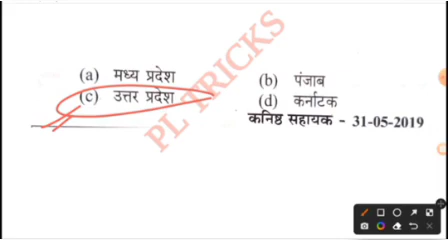 (a) मध्य प्रदेश
(b) पंजाब
(c) उत्तर प्रदेश
(d) कर्नाटक
कनिष्ठ सहायक - 31-05-2019
PL TRICKS